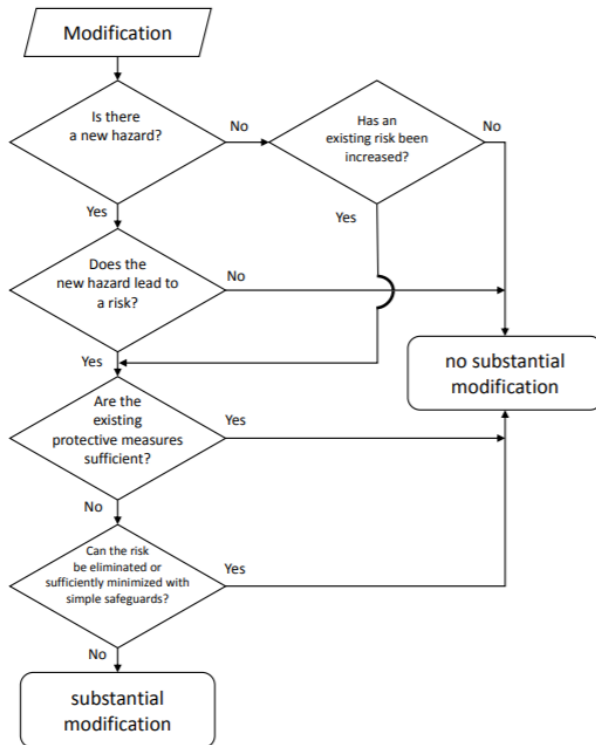 Modification
Is there
a new hazard?
No
Has an
existing risk been
increased?
No
Yes
Yes
Does the
new hazard lead to
a risk?
No
Yes
no substantial
modification
Are the
existing
protective measures
sufficient?
Yes
No
Can the risk
be eliminated or
sufficiently minimized with
simple safeguards?
Yes
No
substantial
modification